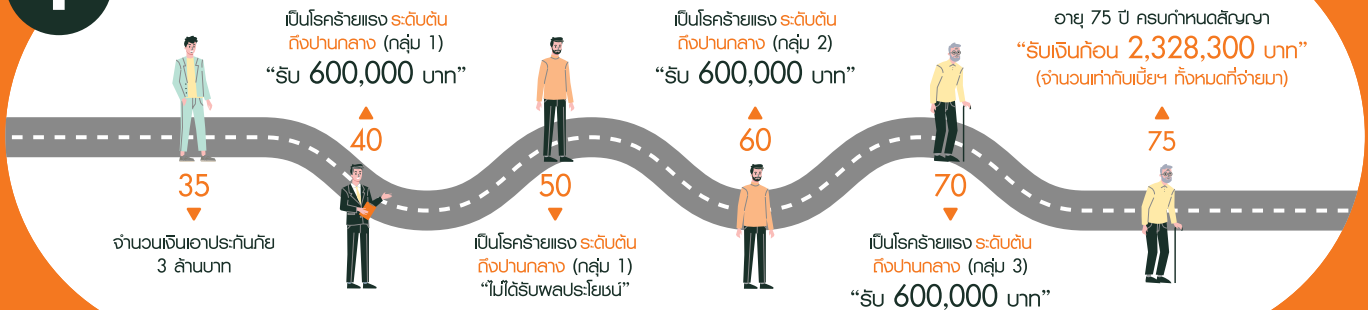 เป็นโรคร้ายแรง ระดับต้น
ถึงปานกลาง (กลุ่ม 1)
“รับ 600,000 บาท”
เป็นโรคร้ายแรง ระดับต้น
ถึงปานกลาง (กลุ่ม 2)
“รับ 600,000 บาท”
อายุ 75 ปี ครบกำหนดสัญญา
“รับเงินก้อน 2,328,300 บาท”
(จำนวนเท่ากับเบี้ยฯ ทั้งหมดที่จ่ายมา)
40
60
75
35
50
70
จำนวนเงินเอาประกันภัย
3 ล้านบาท
เป็นโรคร้ายแรง ระดับต้น
ถึงปานกลาง (กลุ่ม 1)
“ไม่ได้รับผลประโยชน์”
เป็นโรคร้ายแรง ระดับต้น
ถึงปานกลาง (กลุ่ม 3)
“รับ 600,000 บาท”